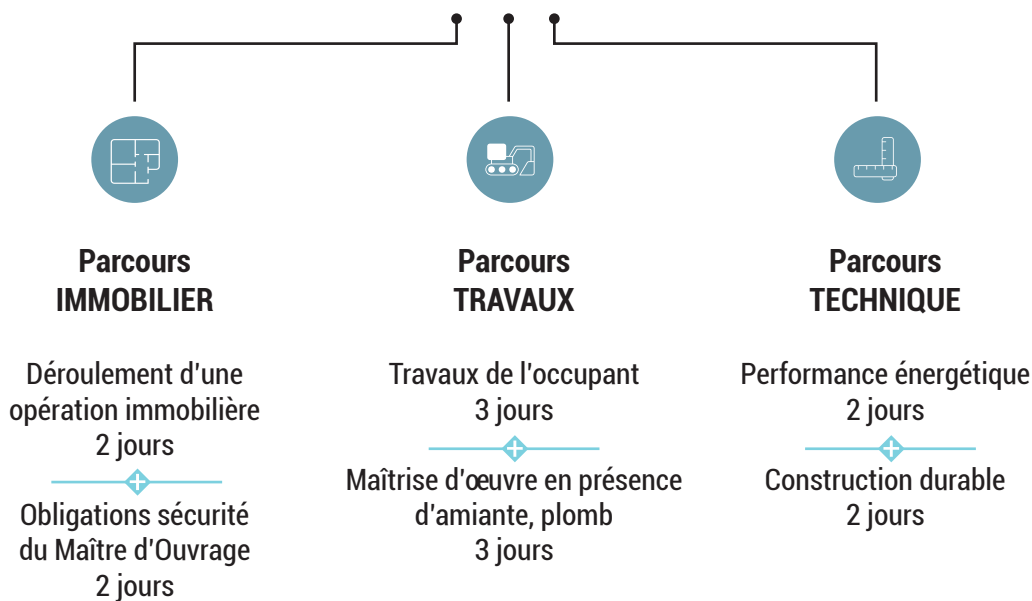 Parcours
IMMOBILIER
Déroulement d'une
opération immobilière
2 jours
Obligations sécurité
du Maître d'Ouvrage
2 jours
Parcours
TRAVAUX
Travaux de l'occupant
3 jours
Maîtrise d'œuvre en présence
d'amiante, plomb
3 jours
Parcours
TECHNIQUE
Performance énergétique
2 jours
Construction durable
2 jours